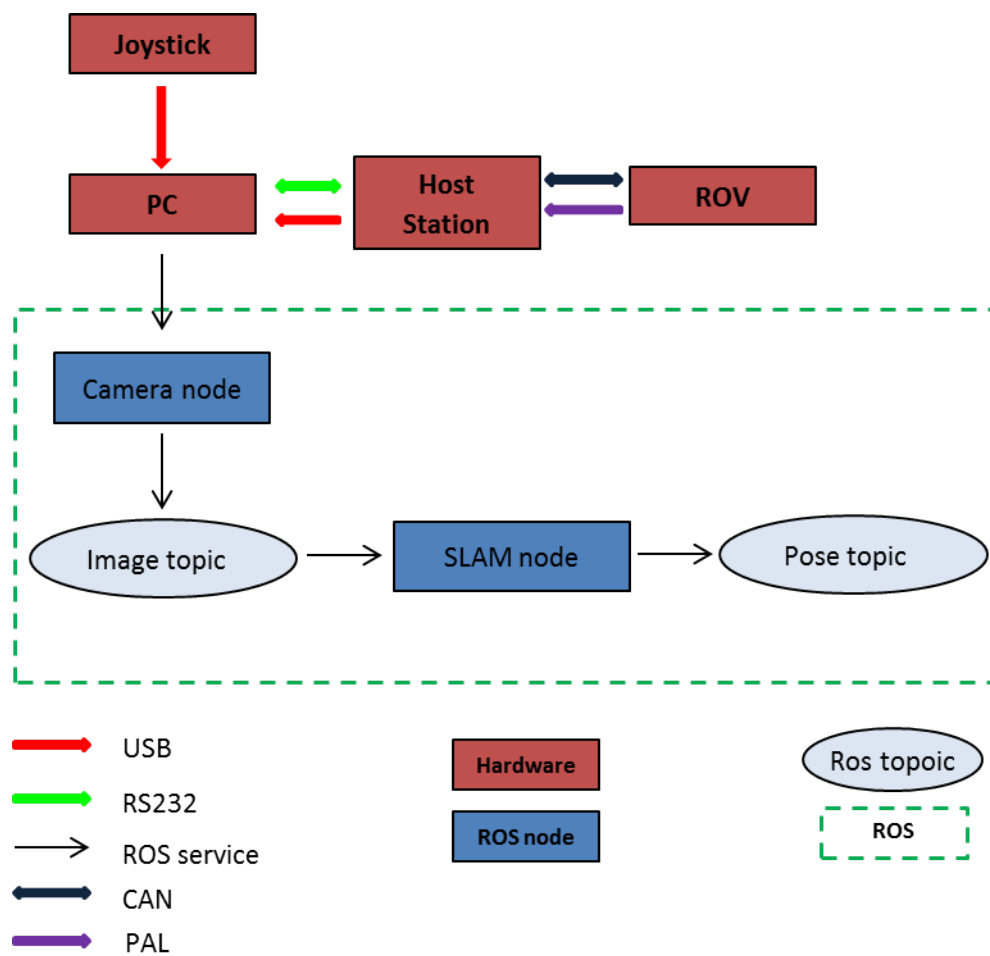 Joystick
PC
Host
Station
ROV
Camera node
Image topic
SLAM node
Pose topic
USB
RS232
ROS service
CAN
PAL
Hardware
ROS node
Ros topoic
ROS